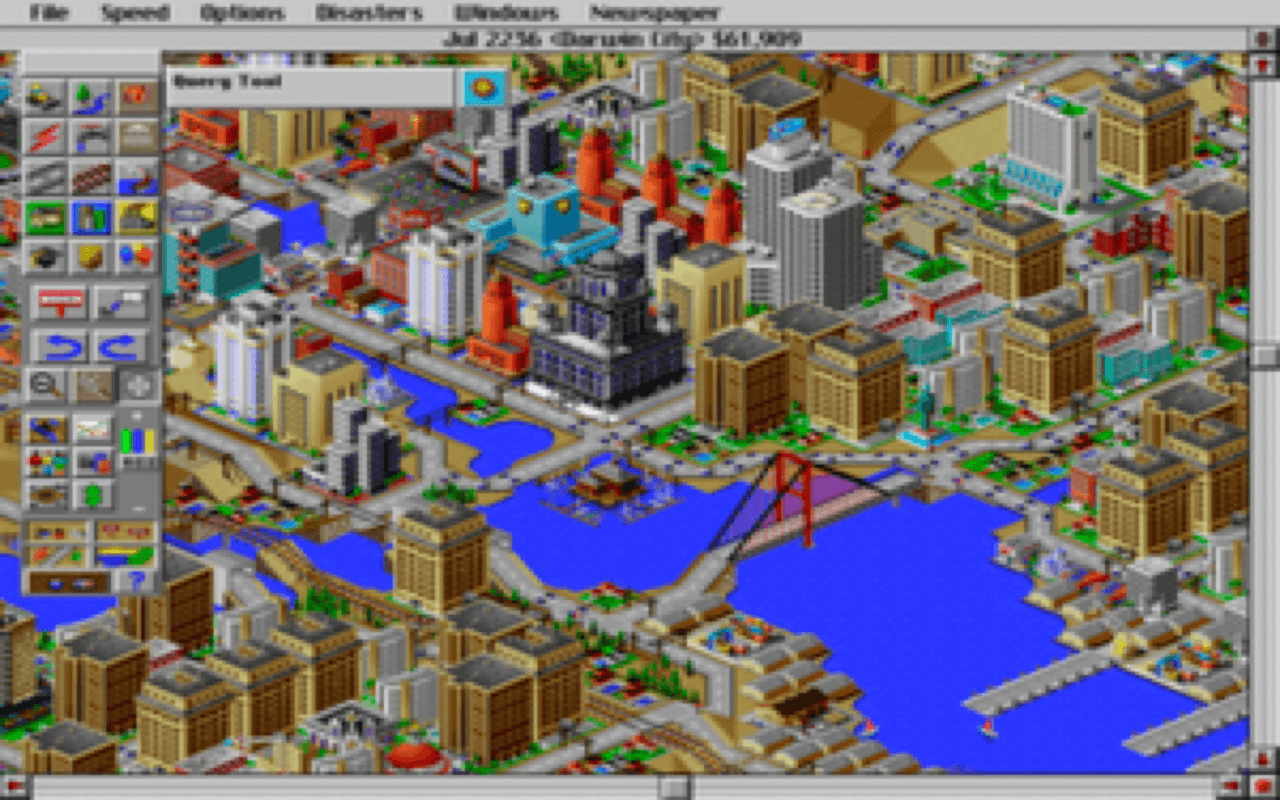 File Speed Options Disasters Windows Newspaper
Jul 2236 <Darwin City> $61,909
Query Tool
?